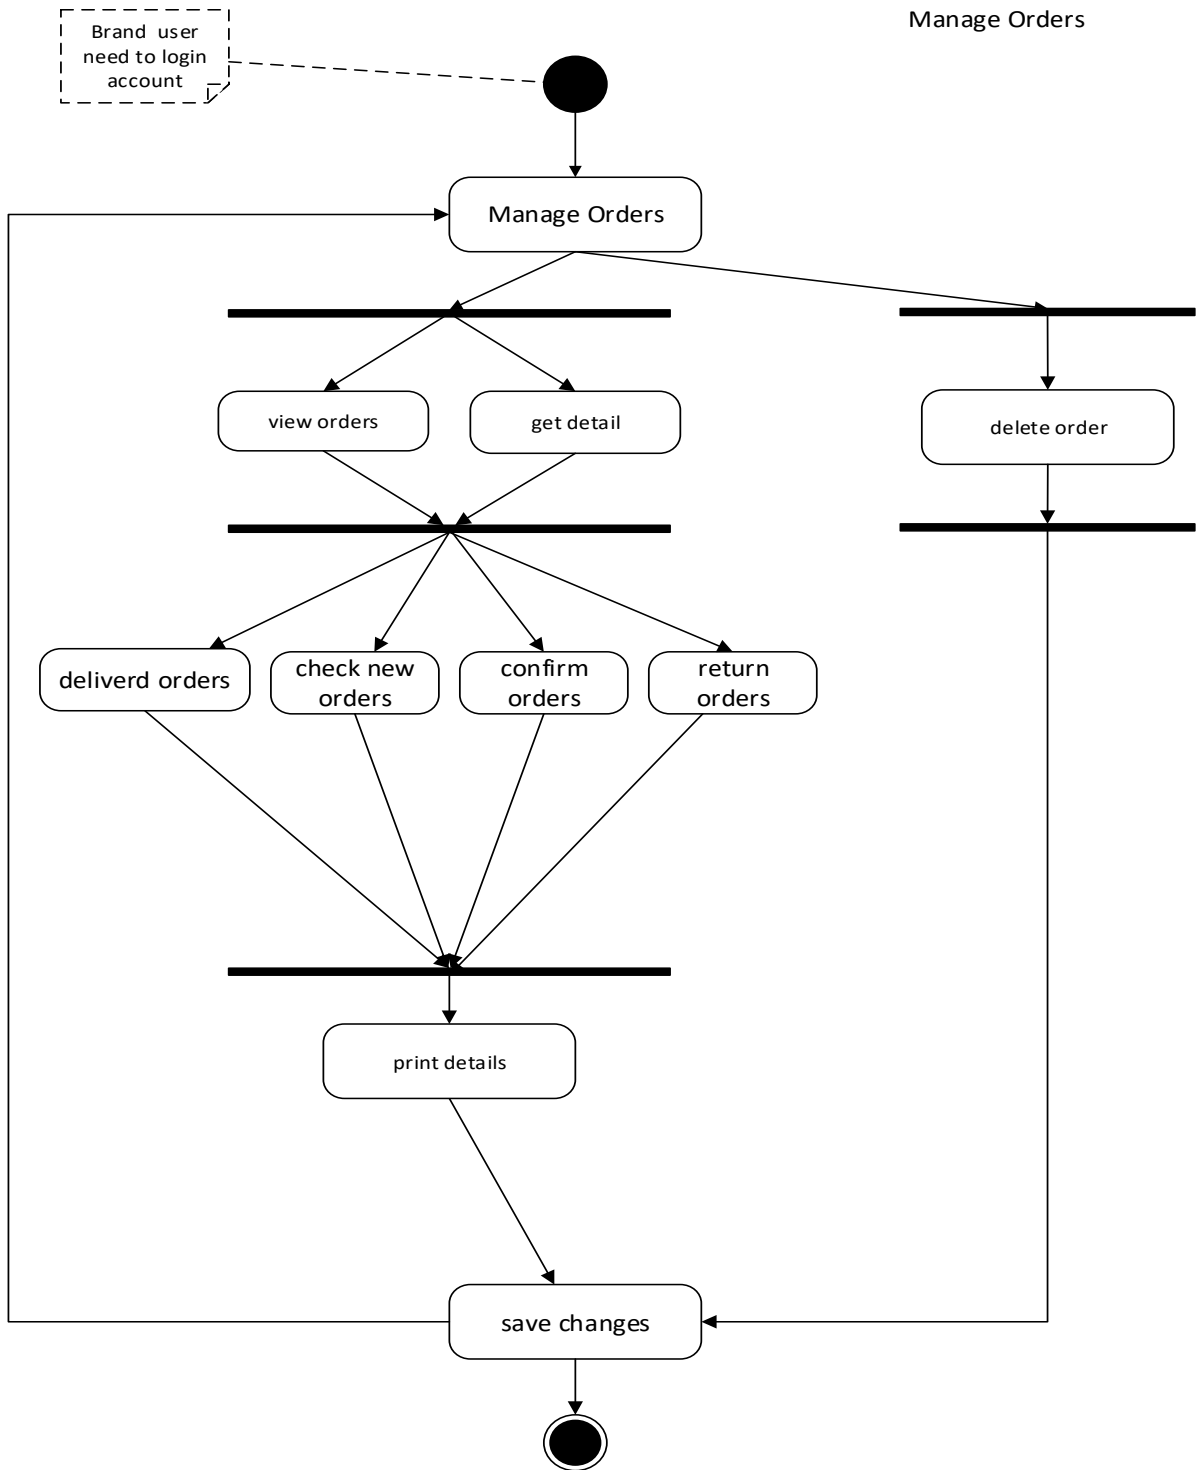 Manage Orders
Brand user
need to login
account
Manage Orders
view orders
get detail
delete order
deliverd orders
check new
orders
confirm
orders
return
orders
print details
save changes